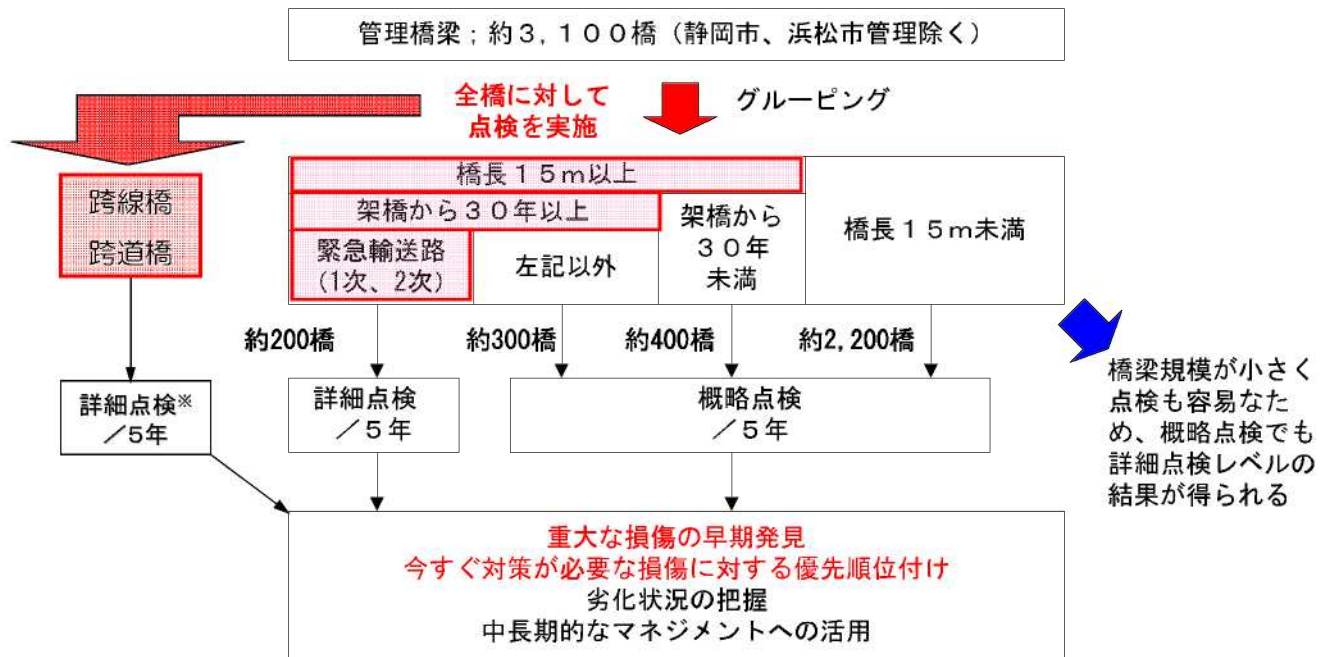 管理橋梁；約３，１００橋（静岡市、浜松市管理除く）
全橋に対して
点検を実施
グルーピング
跨線橋
跨道橋
橋長１５ｍ以上
架橋から３０年以上
緊急輸送路
(1次、2次)
左記以外
架橋から
３０年
未満
橋長１５ｍ未満
約200橋
約300橋
約400橋
約2,200橋
詳細点検※
／5年
詳細点検
／５年
概略点検
／５年
橋梁規模が小さく
点検も容易なた
め、概略点検でも
詳細点検レベルの
結果が得られる
重大な損傷の早期発見
今すぐ対策が必要な損傷に対する優先順位付け
劣化状況の把握
中長期的なマネジメントへの活用